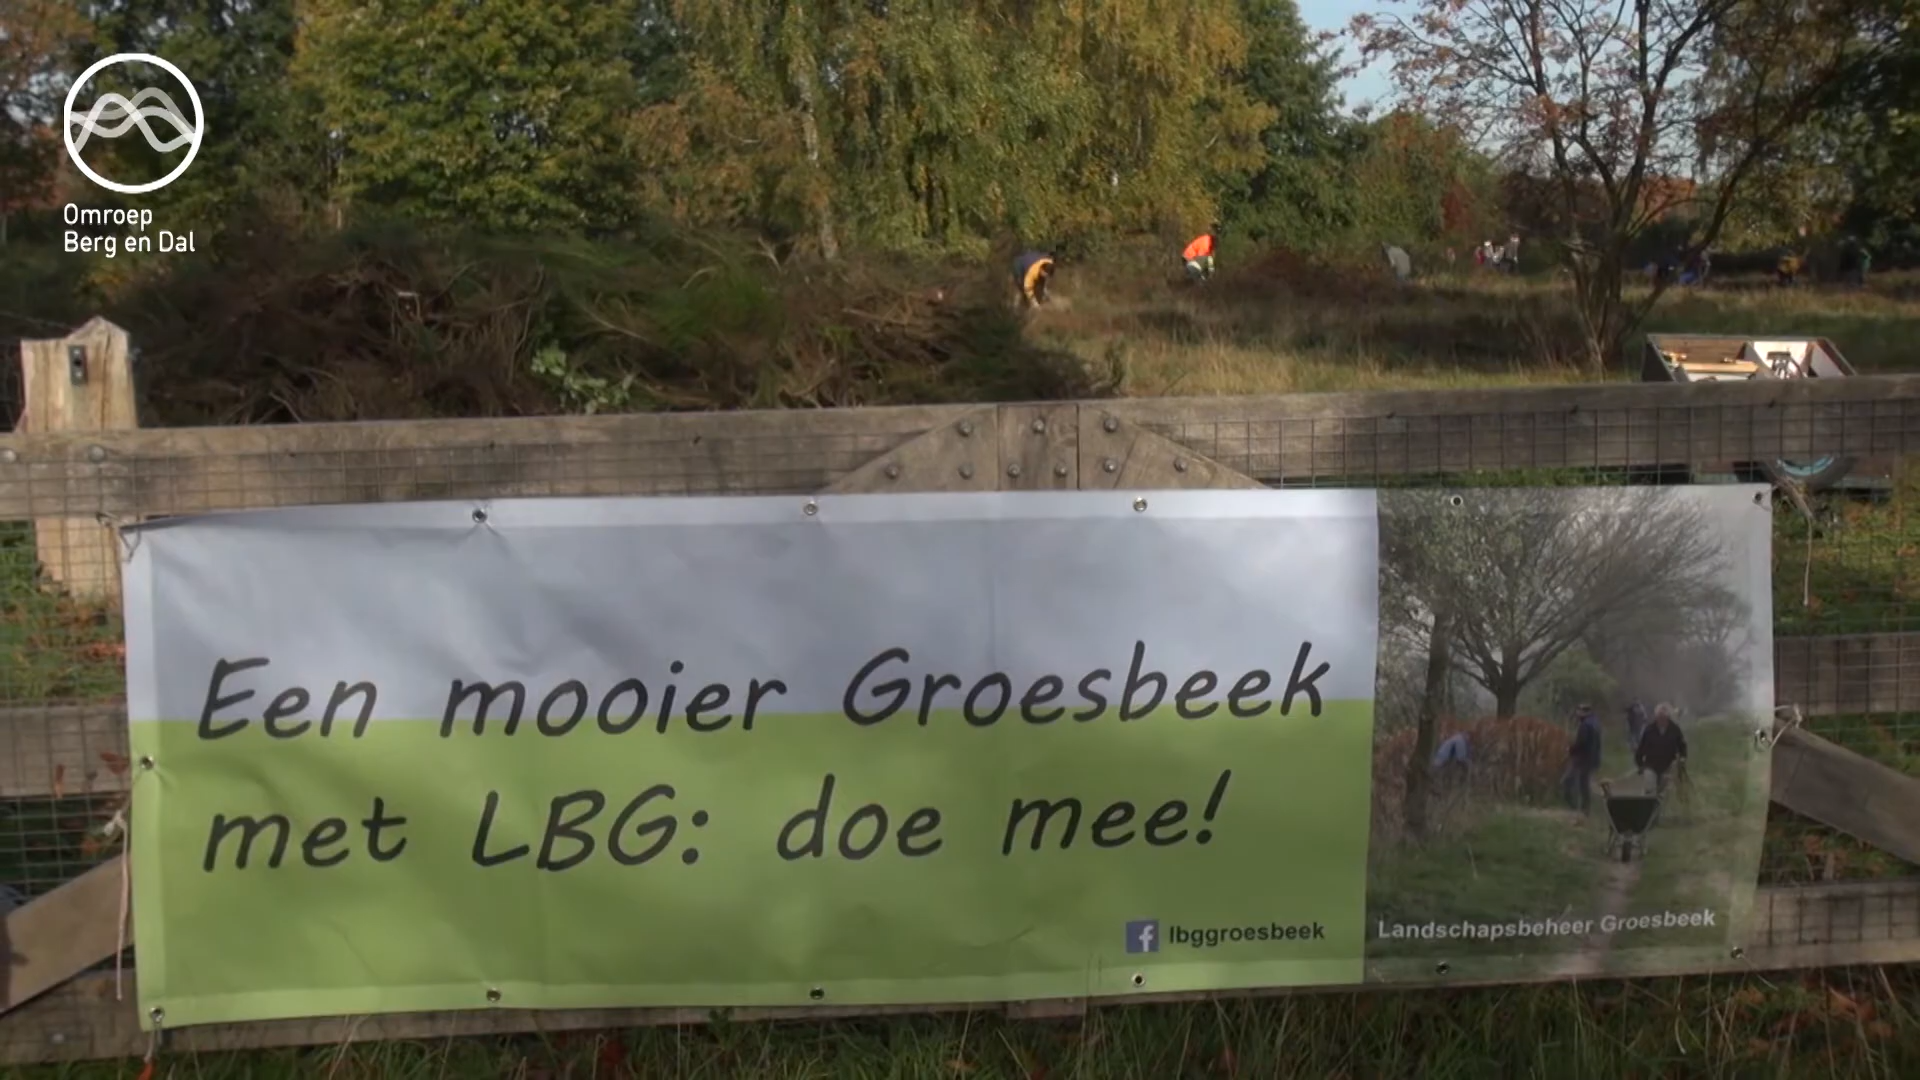 Omroep
Berg en Dal
Een mooier Groesbeek
met LBG: doe mee!
lbggroesbeek
Landschapsbeheer Groesbeek